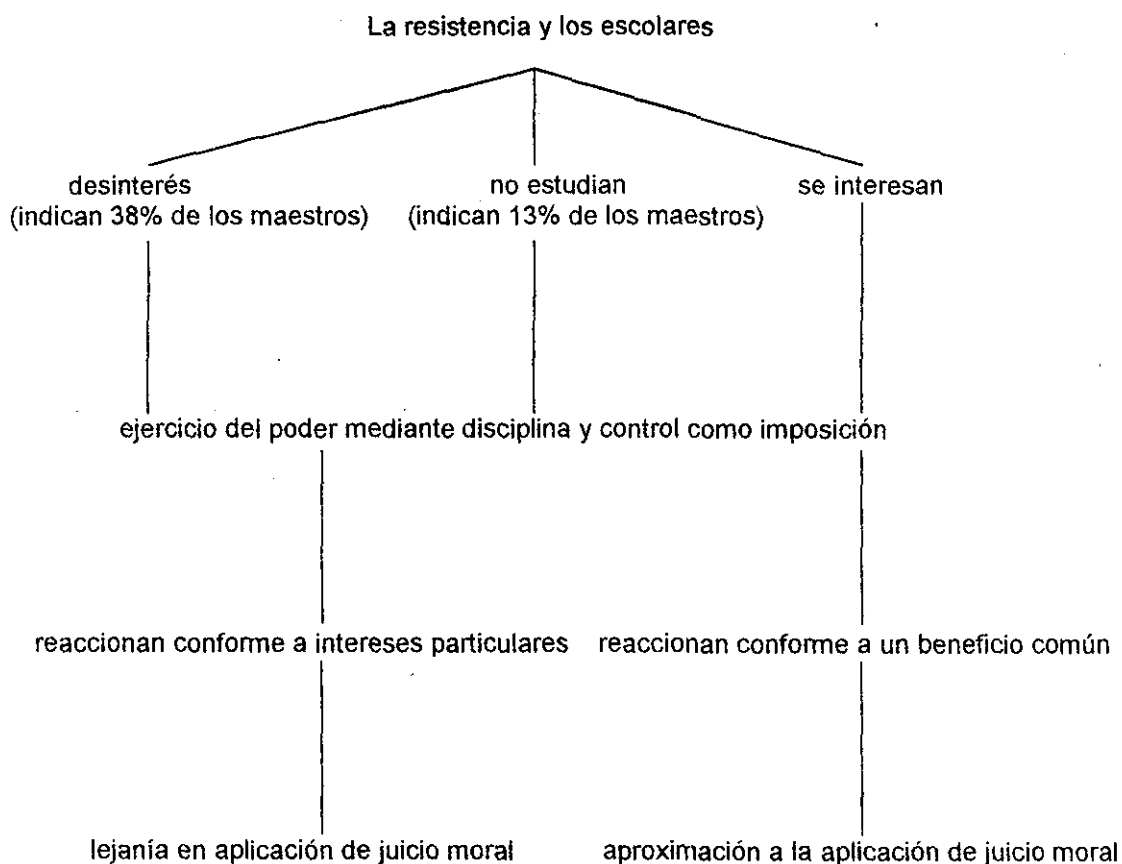 La resistencia y los escolares
desinterés
(indican 38% de los maestros)
no estudian
(indican 13% de los maestros)
se interesan
ejercicio del poder mediante disciplina y control como imposición
reaccionan conforme a intereses particulares
reaccionan conforme a un beneficio común
lejanía en aplicación de juicio moral
aproximación a la aplicación de juicio moral